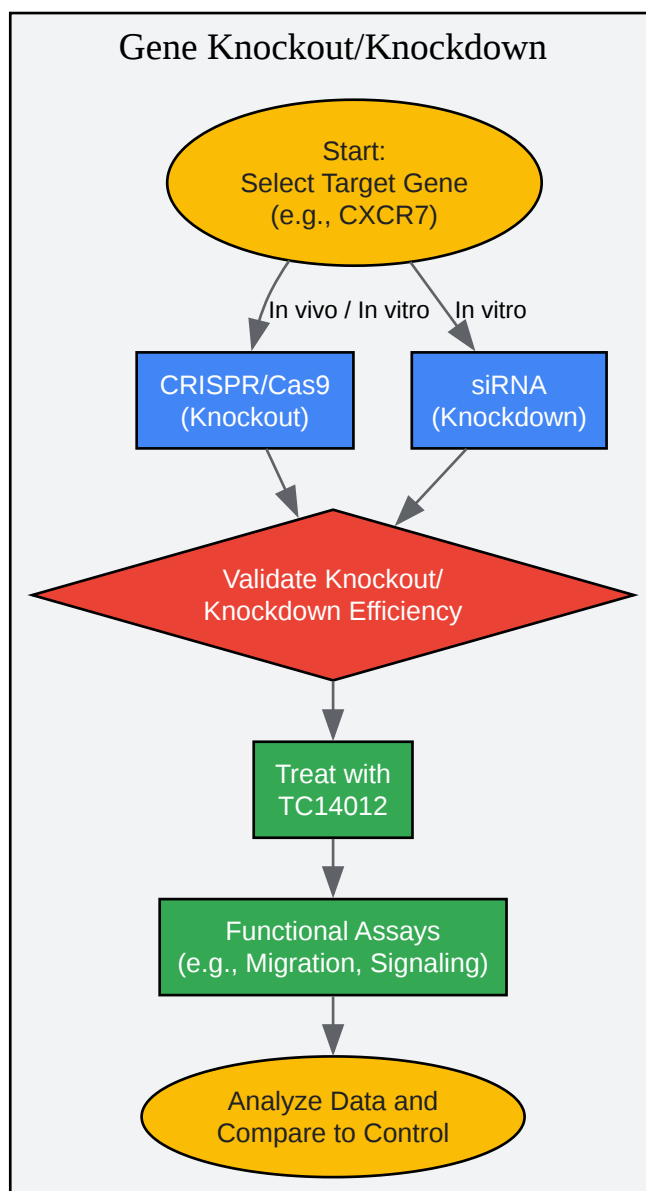 Gene Knockout/Knockdown
Start:
Select Target Gene
(e.g., CXCR7)
In vivo / In vitro
In vitro
CRISPR/Cas9
(Knockout)
siRNA
(Knockdown)
Validate Knockout/
Knockdown Efficiency
Treat with
TC14012
Functional Assays
(e.g., Migration, Signaling)
Analyze Data and
Compare to Control